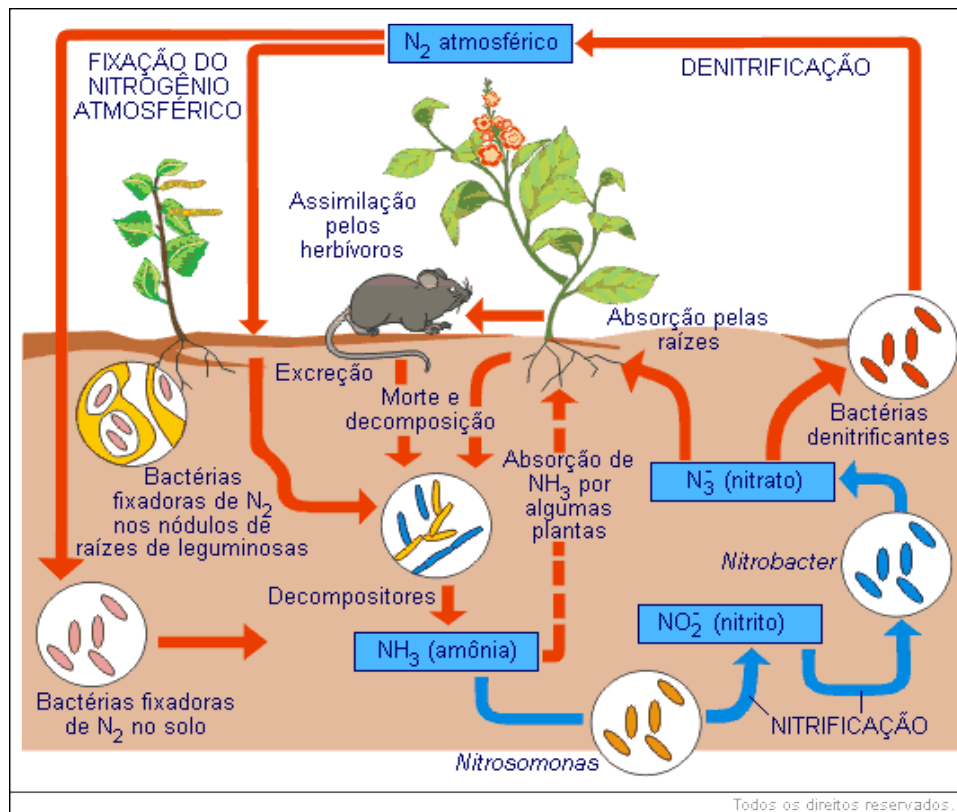 N₂ atmosférico
FIXAÇÃO DO
NITROGÊNIO
ATMOSFÉRICO
DENITRIFICAÇÃO
Assimilação
pelos
herbívoros
Absorção pelas
raízes
Excreção
Morte e
decomposição
Bactérias
denitrificantes
Bactérias
fixadoras de N₂
nos nódulos de
raízes de leguminosas
Absorção de
NH₃ por
algumas
plantas
N₃⁻ (nitrato)
Nitrobacter
Decompositores
NO₂⁻ (nitrito)
NH₃ (amônia)
Bactérias fixadoras
de N₂ no solo
NITRIFICAÇÃO
Nitrosomonas
Todos os direitos reservados.